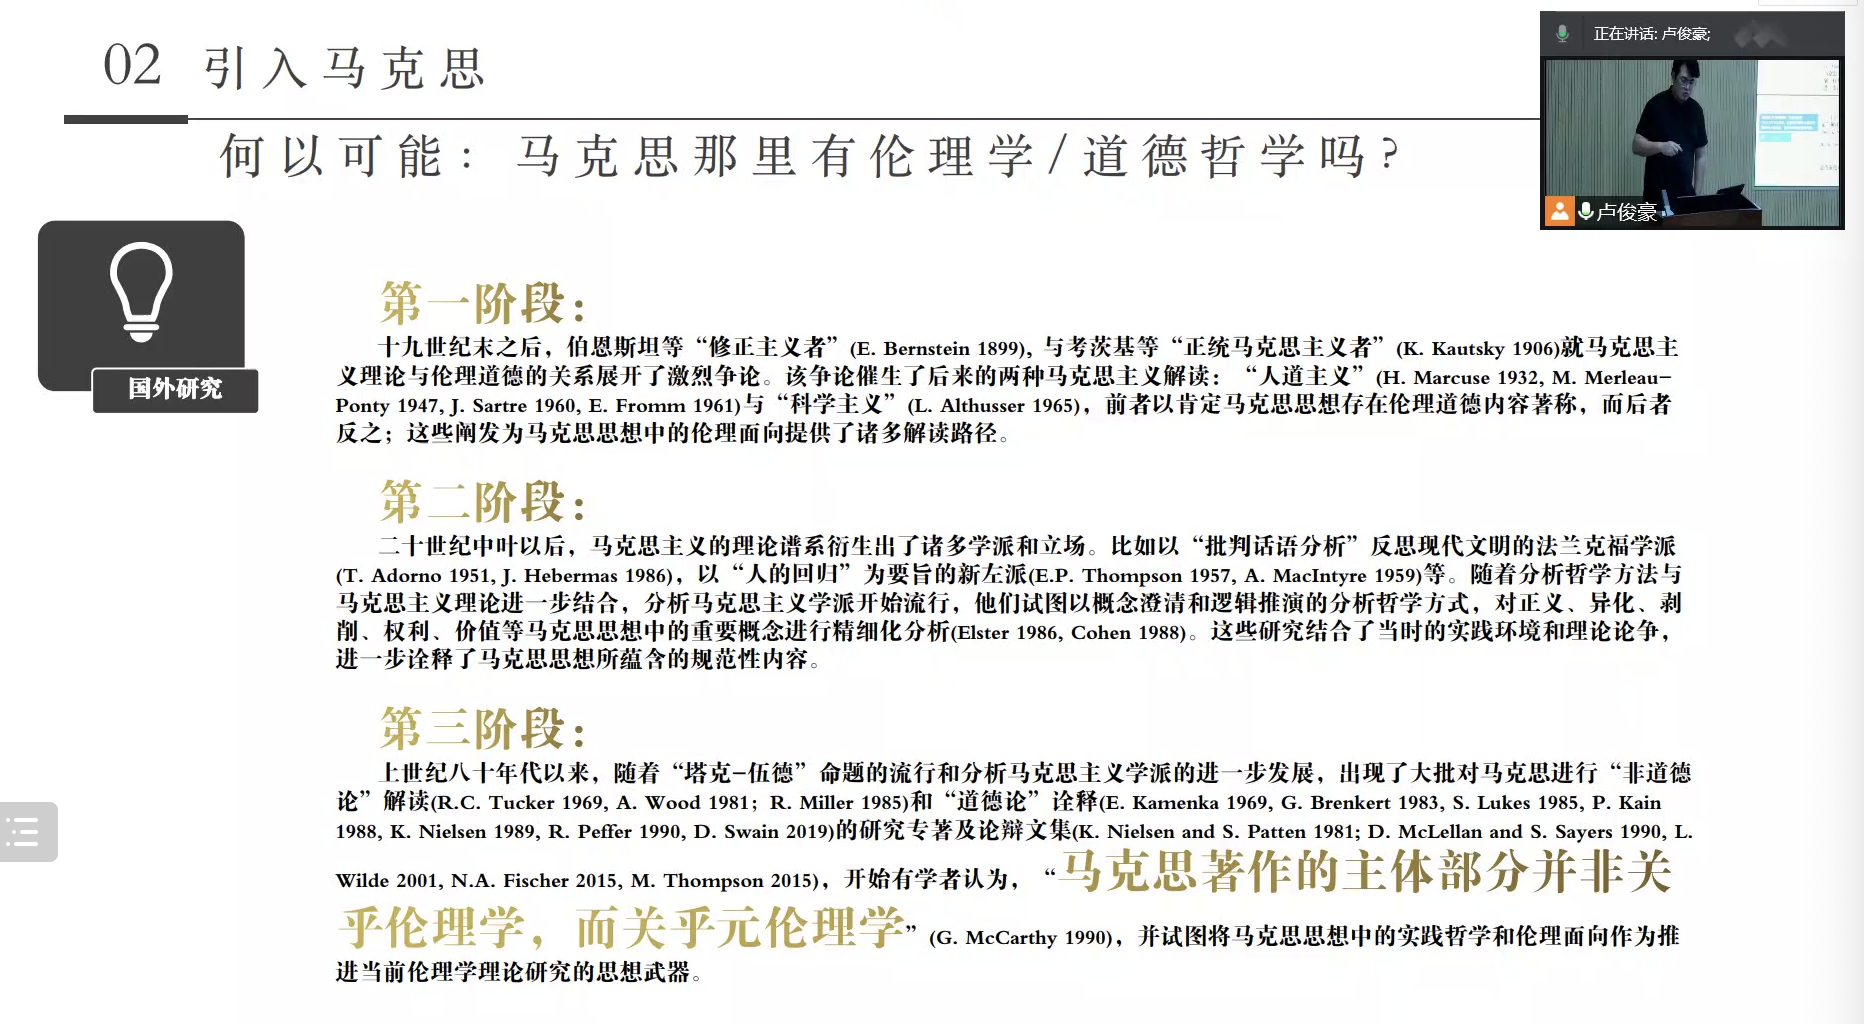 02 引入马克思
正在讲话: 卢俊豪;
何以可能：马克思那里有伦理学/道德哲学吗?
卢俊豪
国外研究
第一阶段：
十九世纪末之后，伯恩斯坦等“修正主义者”(E. Bernstein 1899), 与考茨基等“正统马克思主义者”(K. Kautsky 1906)就马克思主
义理论与伦理道德的关系展开了激烈争论。该争论催生了后来的两种马克思主义解读：“人道主义”(H. Marcuse 1932, M. Merleau-
Ponty 1947, J. Sartre 1960, E. Fromm 1961)与“科学主义”(L. Althusser 1965)，前者以肯定马克思思想存在伦理道德内容著称，而后者
反之；这些阐发为马克思思想中的伦理面向提供了诸多解读路径。
第二阶段：
二十世纪中叶以后，马克思主义的理论谱系衍生出了诸多学派和立场。比如以“批判话语分析”反思现代文明的法兰克福学派
(T. Adorno 1951, J. Hebermas 1986)，以“人的回归”为要旨的新左派(E.P. Thompson 1957, A. MacIntyre 1959)等。随着分析哲学方法与
马克思主义理论进一步结合，分析马克思主义学派开始流行，他们试图以概念澄清和逻辑推演的分析哲学方式，对正义、异化、剥
削、权利、价值等马克思思想中的重要概念进行精细化分析(Elster 1986, Cohen 1988)。这些研究结合了当时的实践环境和理论论争，
进一步诠释了马克思思想所蕴含的规范性内容。
第三阶段：
上世纪八十年代以来，随着“塔克-伍德”命题的流行和分析马克思主义学派的进一步发展，出现了大批对马克思进行“非道德
论”解读(R.C. Tucker 1969, A. Wood 1981；R. Miller 1985)和“道德论”诠释(E. Kamenka 1969, G. Brenkert 1983, S. Lukes 1985, P. Kain
1988, K. Nielsen 1989, R. Peffer 1990, D. Swain 2019)的研究专著及论辩文集(K. Nielsen and S. Patten 1981; D. McLellan and S. Sayers 1990, L.
Wilde 2001, N.A. Fischer 2015, M. Thompson 2015)，开始有学者认为，“马克思著作的主体部分并非关
乎伦理学，而关乎元伦理学”(G. McCarthy 1990)，并试图将马克思思想中的实践哲学和伦理面向作为推
进当前伦理学理论研究的思想武器。